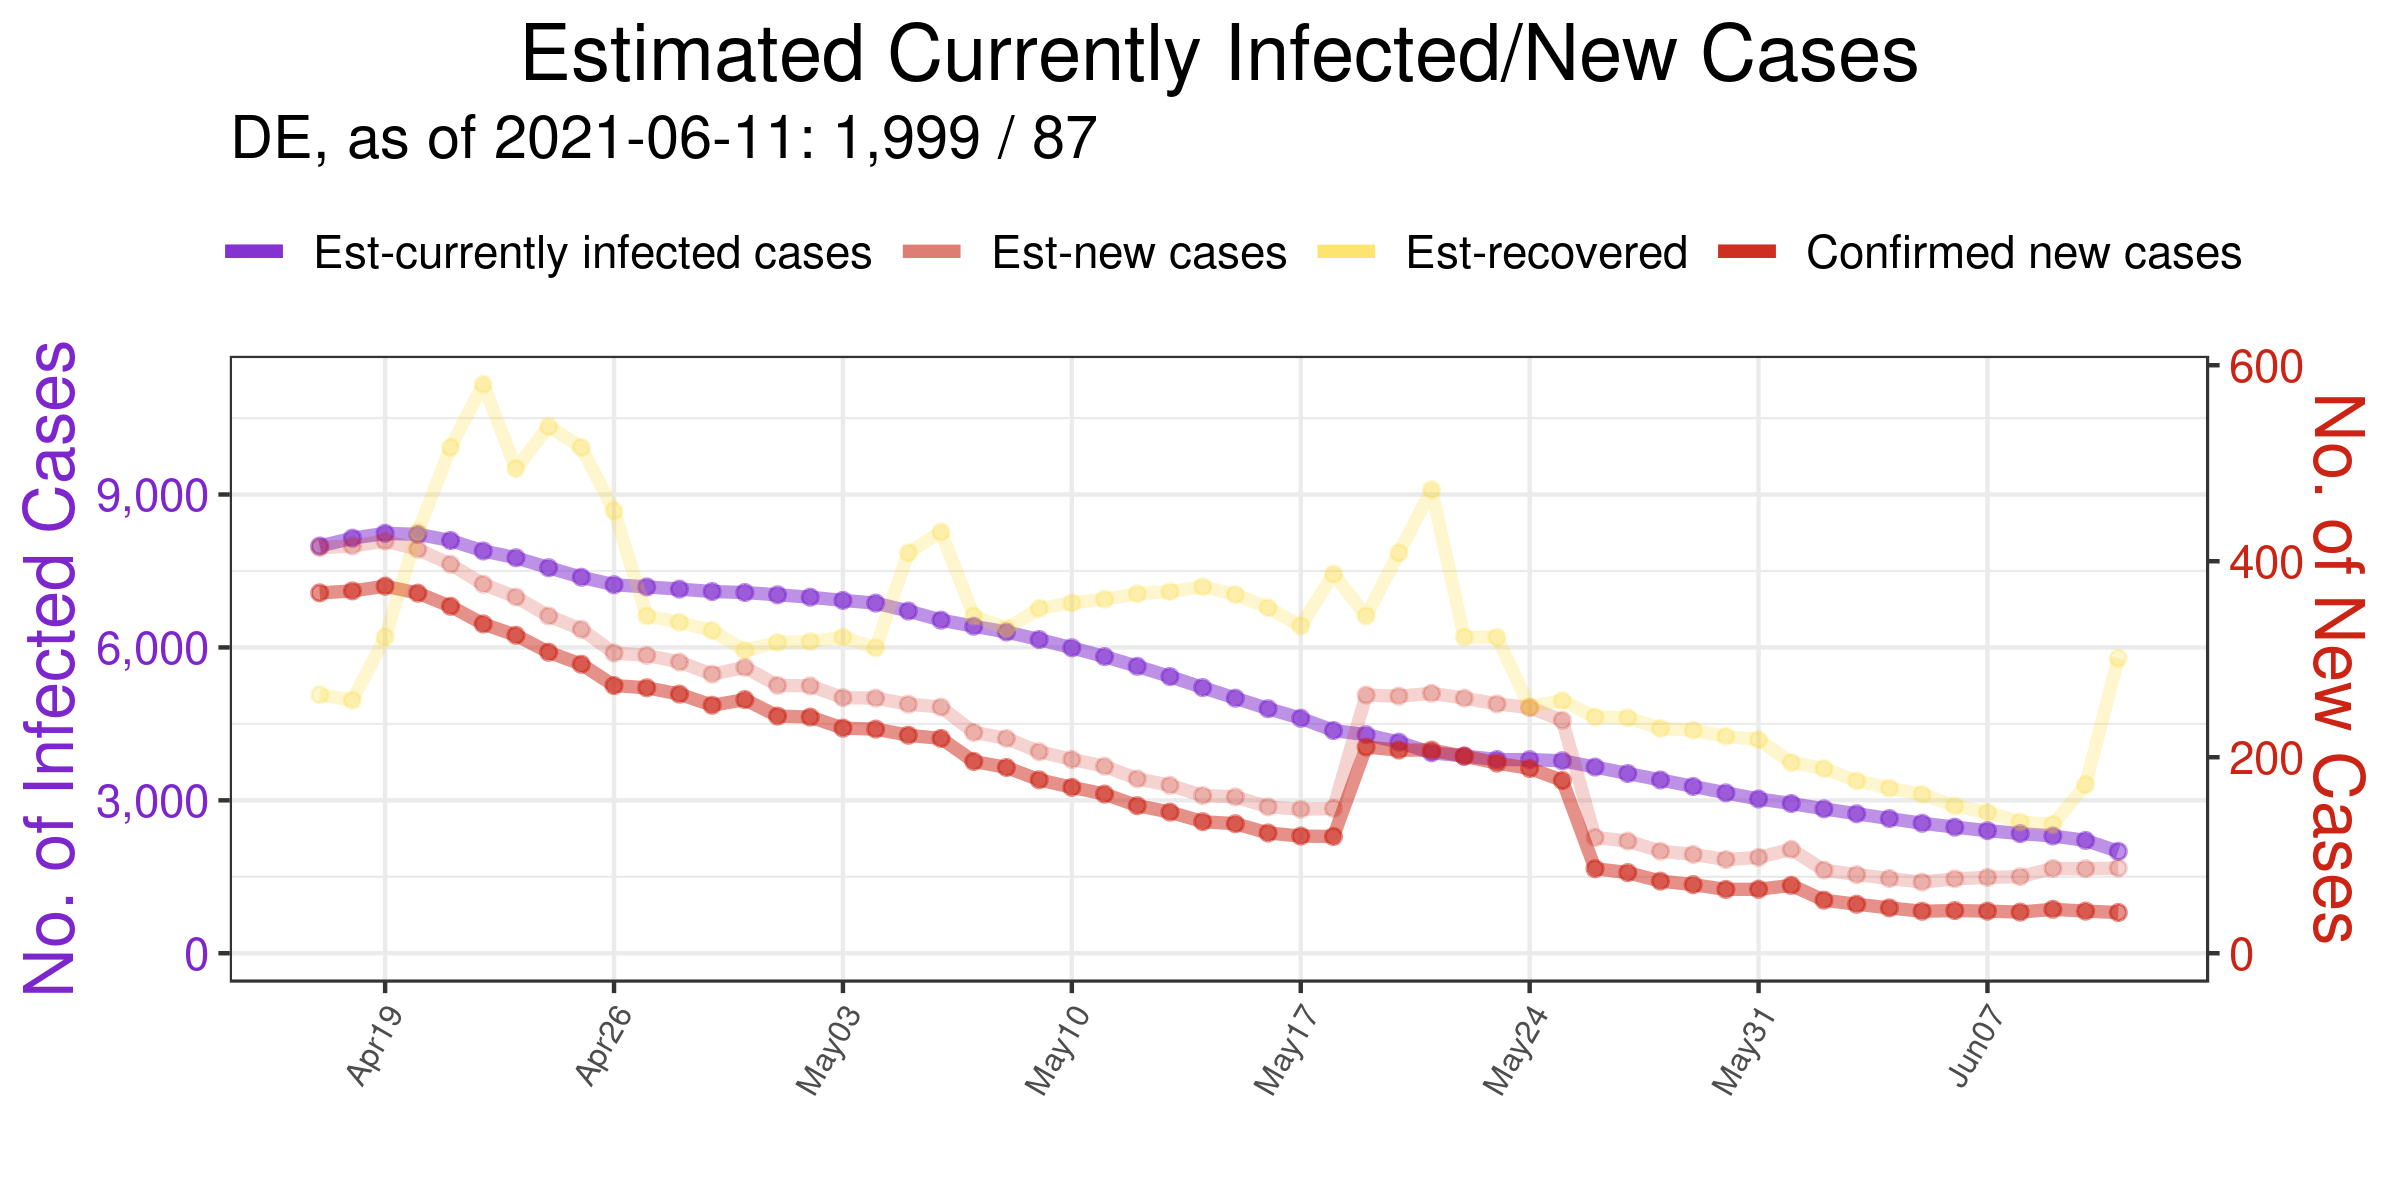 Estimated Currently Infected/New Cases
DE, as of 2021-06-11: 1,999 / 87
Est-currently infected cases Est-new cases Est-recovered Confirmed new cases
No. of Infected Cases
9,000
6,000
3,000
0
600
400
200
0
No. of New Cases
Apr19 Apr26 May03 May10 May17 May24 May31 Jun07